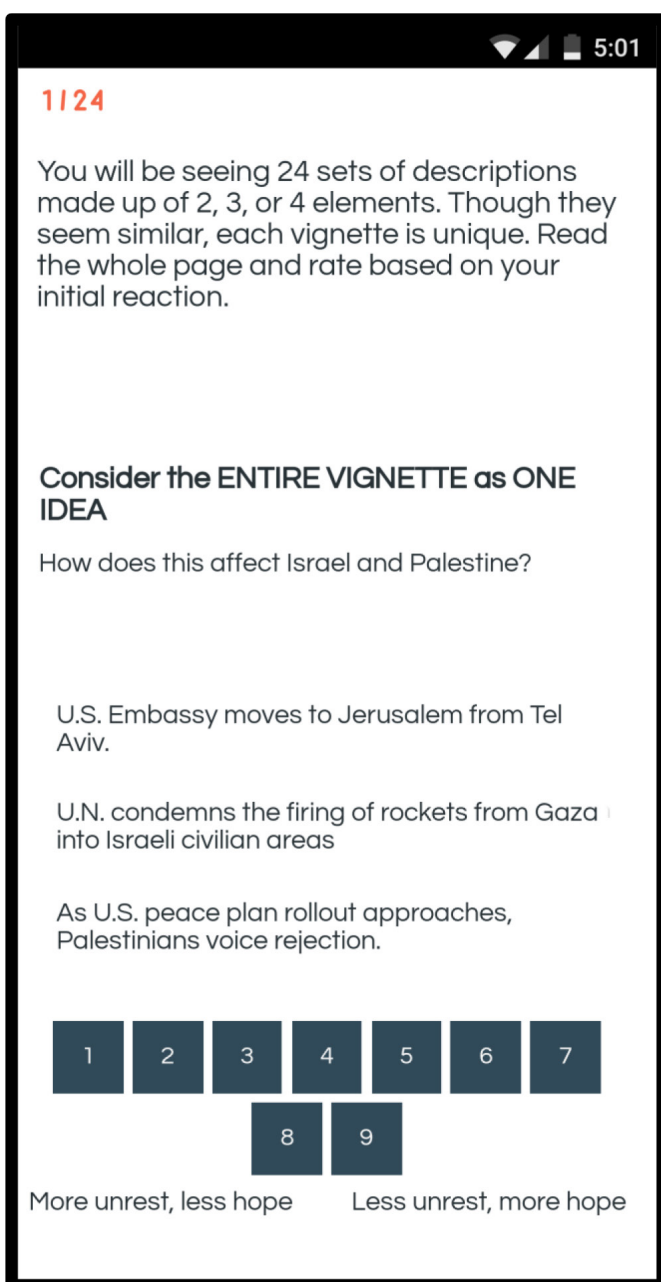 5:01
1/24
You will be seeing 24 sets of descriptions
made up of 2, 3, or 4 elements. Though they
seem similar, each vignette is unique. Read
the whole page and rate based on your
initial reaction.
Consider the ENTIRE VIGNETTE as ONE
IDEA
How does this affect Israel and Palestine?
U.S. Embassy moves to Jerusalem from Tel
Aviv.
U.N. condemns the firing of rockets from Gaza
into Israeli civilian areas
As U.S. peace plan rollout approaches,
Palestinians voice rejection.
1 2 3 4 5 6 7
8 9
More unrest, less hope Less unrest, more hope